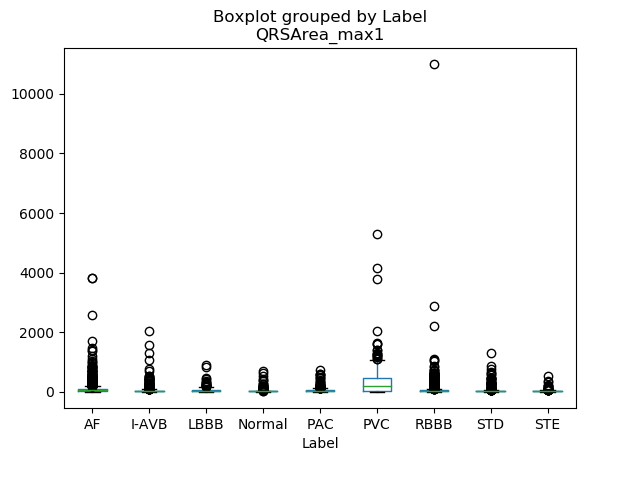 Boxplot grouped by Label
QRSArea_max1
10000
8000
6000
4000
2000
0
AF I-AVB LBBB Normal PAC PVC RBBB STD STE
Label